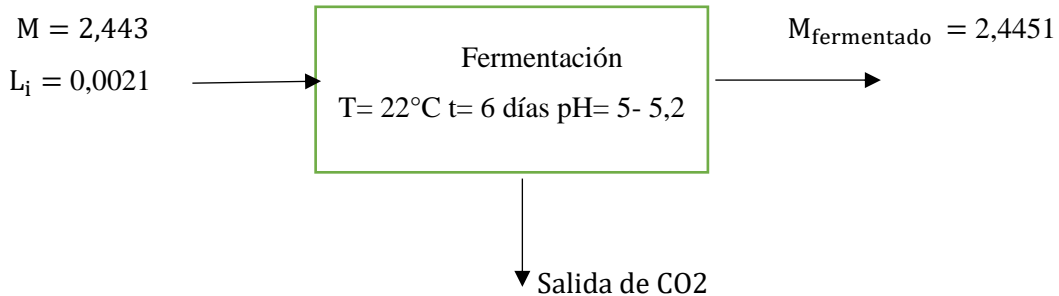 M = 2,443
L_i = 0,0021
Fermentación
T= 22°C t= 6 días pH= 5- 5,2
M_fermentado = 2,4451
Salida de CO2